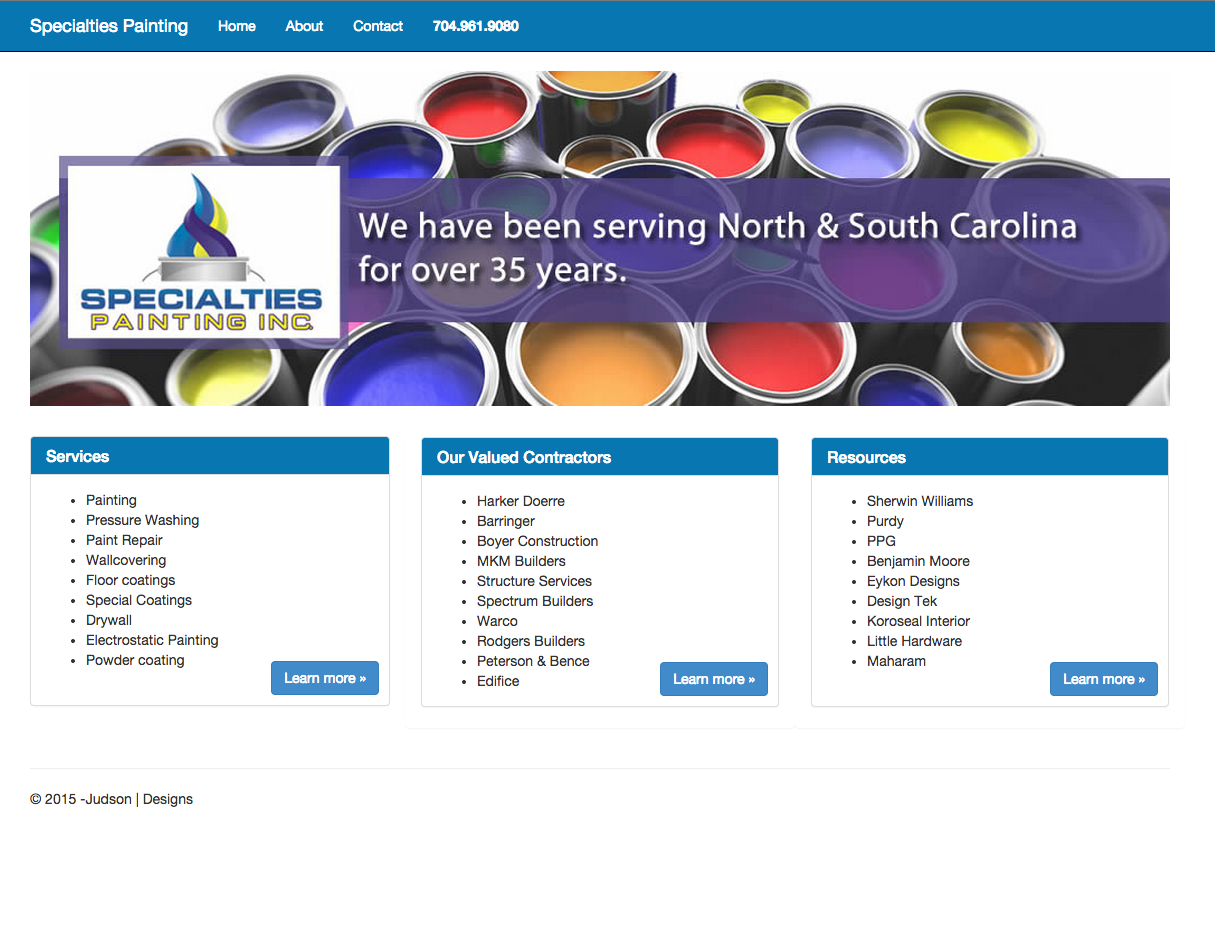 Specialties Painting Home About Contact 704.961.9080
We have been serving North & South Carolina
for over 35 years.
SPECIALTIES
PAINTING INC.
Services
• Painting
• Pressure Washing
• Paint Repair
• Wallcovering
• Floor coatings
• Special Coatings
• Drywall
• Electrostatic Painting
• Powder coating
Learn more »
Our Valued Contractors
• Harker Doerre
• Barringer
• Boyer Construction
• MKM Builders
• Structure Services
• Spectrum Builders
• Warco
• Rodgers Builders
• Peterson & Bence
• Edifice
Learn more »
Resources
• Sherwin Williams
• Purdy
• PPG
• Benjamin Moore
• Eykon Designs
• Design Tek
• Koroseal Interior
• Little Hardware
• Maharam
Learn more »
© 2015 -Judson | Designs